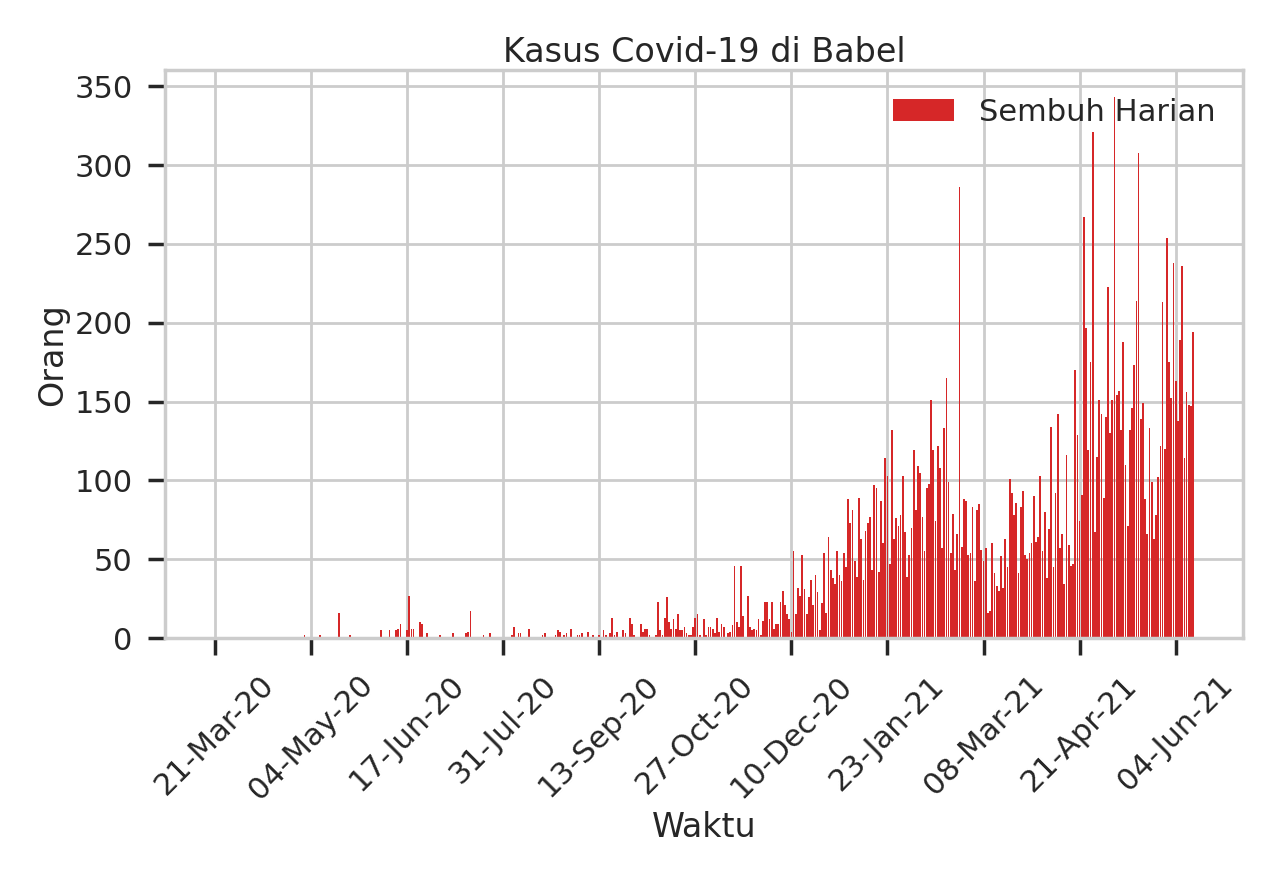 Kasus Covid-19 di Babel
Sembuh Harian
Orang
350
300
250
200
150
100
50
0
21-Mar-20
04-May-20
17-Jun-20
31-Jul-20
13-Sep-20
27-Oct-20
10-Dec-20
23-Jan-21
08-Mar-21
21-Apr-21
04-Jun-21
Waktu